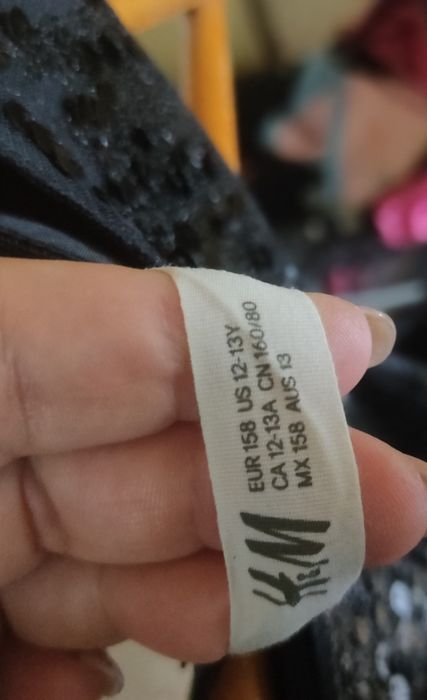 EUR 158 US 12-13Y
CA 12-13A CN 160/80
MX 158 AUS 13
H&M